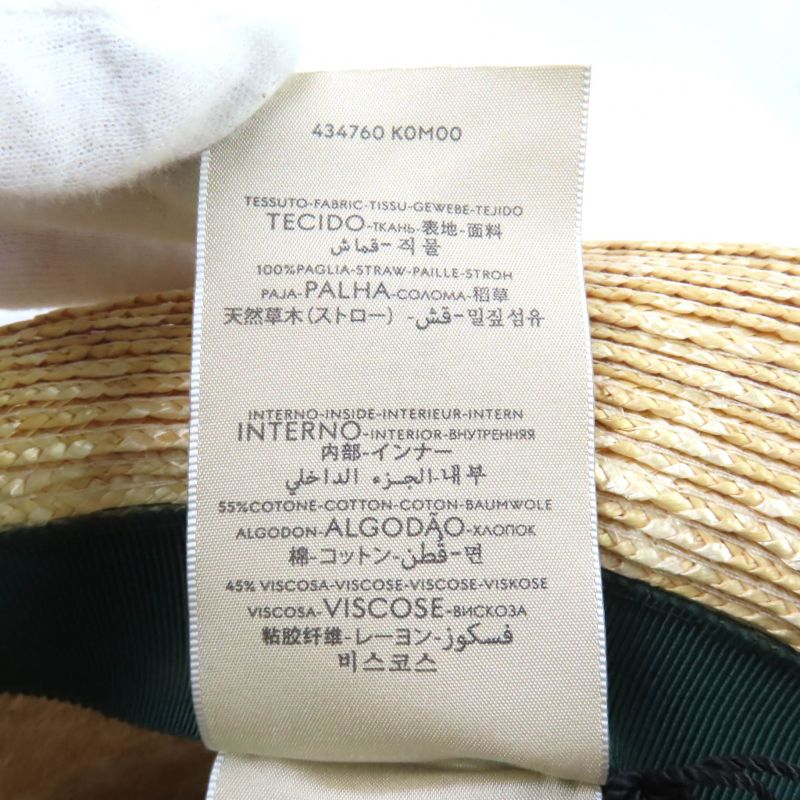 434760 K0M00
TESSUTO-FABRIC-TISSU-GEWEBE-TEJIDO
TECIDO-ТКАНЬ-表地-面料
قماش-직물
100%PAGLIA-STRAW-PAILLE-STROH
PAJA-PALHA-СОЛОМА-稻草
天然草木(ストロー)-قش-밀짚섬유
INTERNO-INSIDE-INTERIEUR-INTERN
INTERNO-INTERIOR-ВНУТРЕННЯЯ
内部-インナー
내부-الجزء الداخلي
55%COTONE-COTTON-COTON-BAUMWOLE
ALGODON-ALGODÃO-ХЛОПОК
棉-コットン-قطن-면
45% VISCOSA-VISCOSE-VISCOSE-VISKOSE
VISCOSA-VISCOSE-ВИСКОЗА
粘胶纤维-レーヨン-فسكوز
비스코스